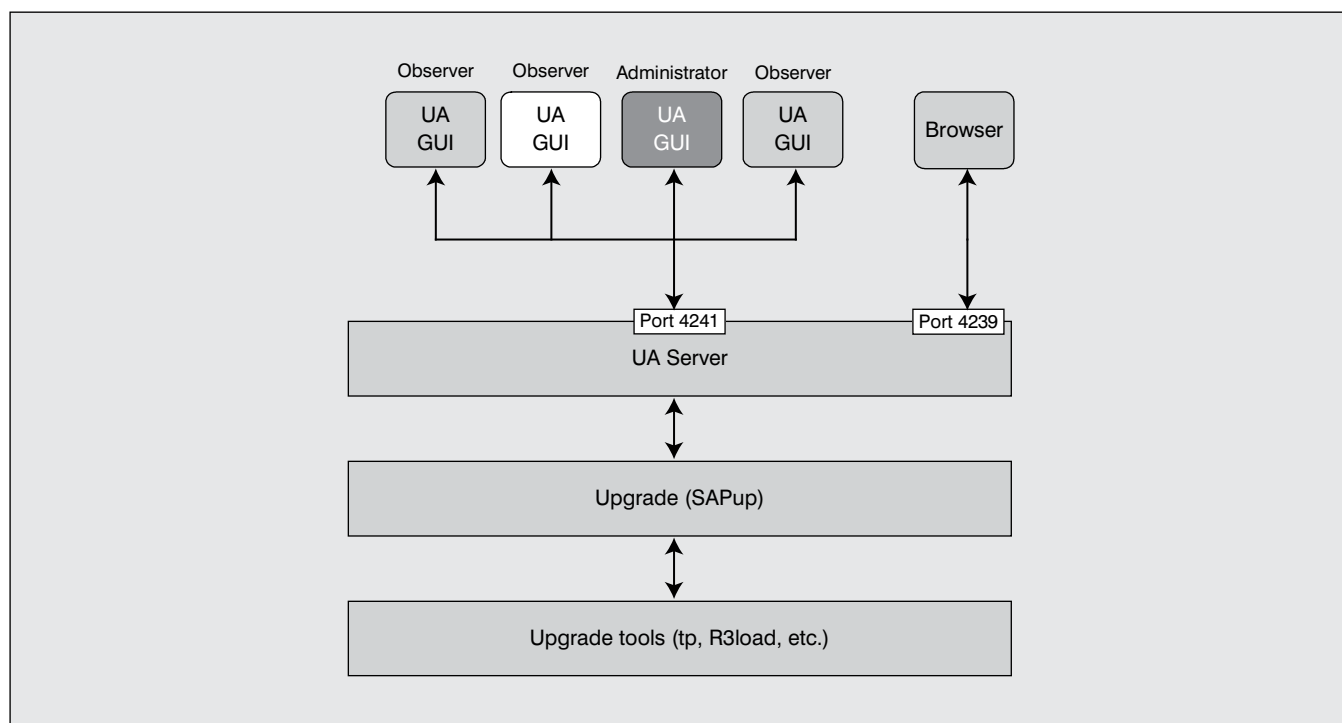 Observer
Observer
Administrator
Observer
UA
GUI
UA
GUI
UA
GUI
UA
GUI
Browser
Port 4241
Port 4239
UA Server
Upgrade (SAPup)
Upgrade tools (tp, R3load, etc.)